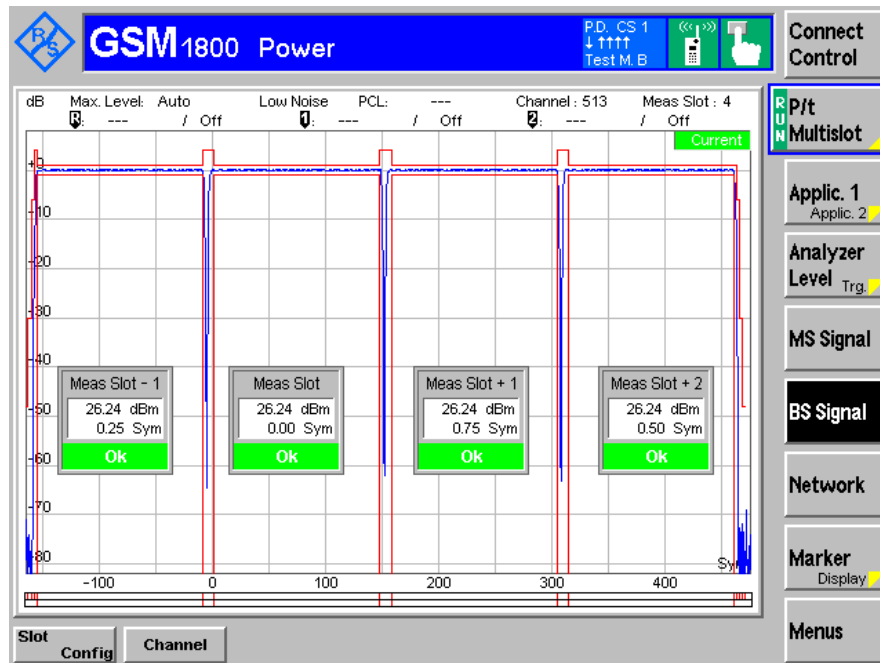 R/S
GSM 1800 Power
P.D. CS 1
↓↑↑↑↑
Test M. B
Connect Control
dB Max. Level: Auto Low Noise PCL: --- Channel : 513 Meas Slot : 4
R: --- / Off 1: --- / Off 2: --- / Off
Current
RUN
P/t Multislot
+0
-10
-20
-30
-40
-50
-60
-70
-80
Meas Slot - 1
26.24 dBm
0.25 Sym
Ok
Meas Slot
26.24 dBm
0.00 Sym
Ok
Meas Slot + 1
26.24 dBm
0.75 Sym
Ok
Meas Slot + 2
26.24 dBm
0.50 Sym
Ok
-100 0 100 200 300 400
Applic. 1
Applic. 2
Analyzer
Level Trg.
MS Signal
BS Signal
Network
Marker
Display
Menus
Slot
Config
Channel